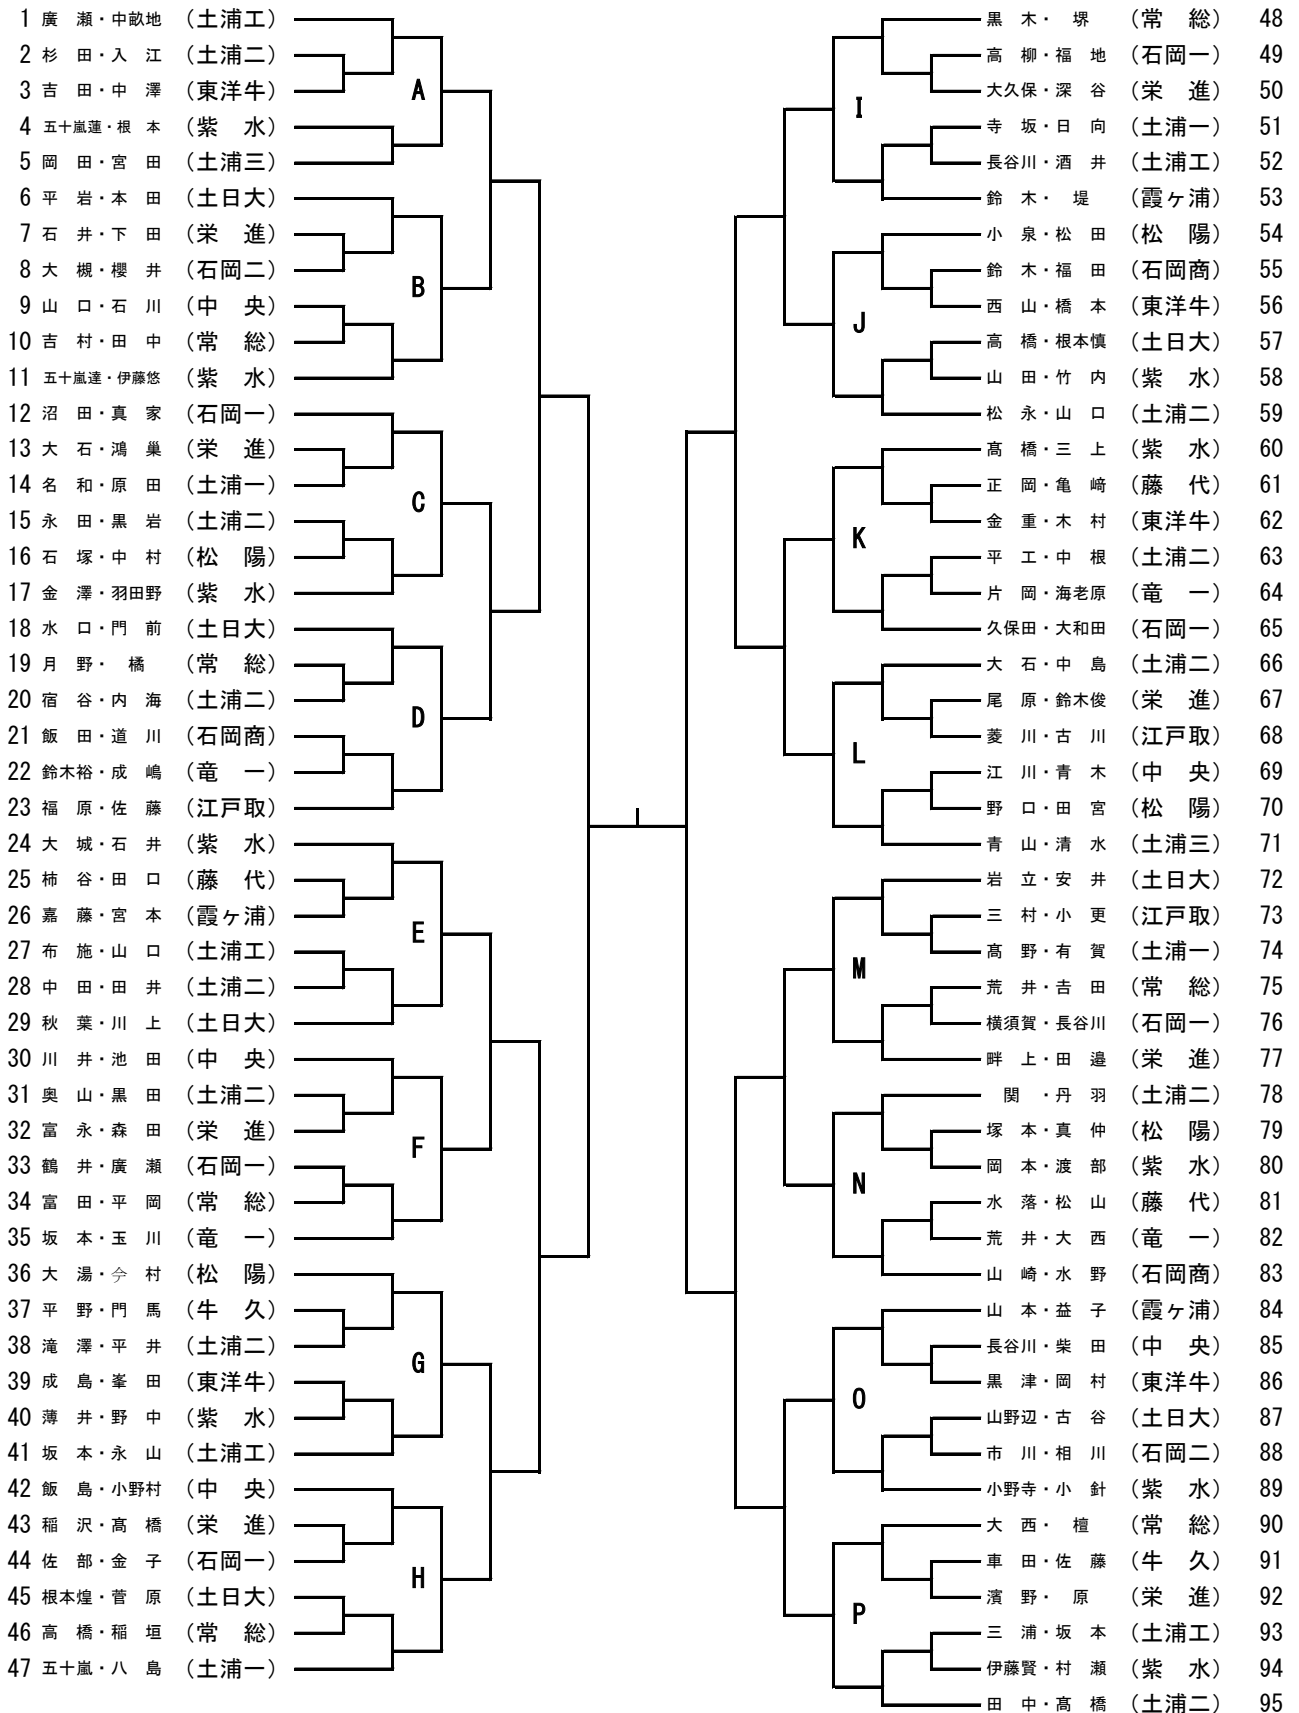 1 廣 瀬・中畝地 (土浦工)
2 杉 田・入 江 (土浦二)
3 吉 田・中 澤 (東洋牛)
A
4 五十嵐蓮・根 本 (紫 水)
5 岡 田・宮 田 (土浦三)
6 平 岩・本 田 (土日大)
7 石 井・下 田 (栄 進)
8 大 槻・櫻 井 (石岡二)
B
9 山 口・石 川 (中 央)
10 吉 村・田 中 (常 総)
11 五十嵐達・伊藤悠 (紫 水)
12 沼 田・真 家 (石岡一)
13 大 石・鴻 巣 (栄 進)
14 名 和・原 田 (土浦一)
C
15 永 田・黒 岩 (土浦二)
16 石 塚・中 村 (松 陽)
17 金 澤・羽田野 (紫 水)
18 水 口・門 前 (土日大)
19 月 野・ 橘 (常 総)
20 宿 谷・内 海 (土浦二)
D
21 飯 田・道 川 (石岡商)
22 鈴木裕・成 嶋 (竜 一)
23 福 原・佐 藤 (江戸取)
24 大 城・石 井 (紫 水)
25 柿 谷・田 口 (藤 代)
26 嘉 藤・宮 本 (霞ヶ浦)
E
27 布 施・山 口 (土浦工)
28 中 田・田 井 (土浦二)
29 秋 葉・川 上 (土日大)
30 川 井・池 田 (中 央)
31 奥 山・黒 田 (土浦二)
32 富 永・森 田 (栄 進)
F
33 鶴 井・廣 瀬 (石岡一)
34 富 田・平 岡 (常 総)
35 坂 本・玉 川 (竜 一)
36 大 湯・今 村 (松 陽)
37 平 野・門 馬 (牛 久)
38 滝 澤・平 井 (土浦二)
G
39 成 島・峯 田 (東洋牛)
40 薄 井・野 中 (紫 水)
41 坂 本・永 山 (土浦工)
42 飯 島・小野村 (中 央)
43 稲 沢・髙 橋 (栄 進)
44 佐 部・金 子 (石岡一)
H
45 根本煌・菅 原 (土日大)
46 高 橋・稲 垣 (常 総)
47 五十嵐・八 島 (土浦一)
黒 木・ 堺 (常 総) 48
高 柳・福 地 (石岡一) 49
大久保・深 谷 (栄 進) 50
I
寺 坂・日 向 (土浦一) 51
長谷川・酒 井 (土浦工) 52
鈴 木・ 堤 (霞ヶ浦) 53
小 泉・松 田 (松 陽) 54
鈴 木・福 田 (石岡商) 55
西 山・橋 本 (東洋牛) 56
J
高 橋・根本慎 (土日大) 57
山 田・竹 内 (紫 水) 58
松 永・山 口 (土浦二) 59
髙 橋・三 上 (紫 水) 60
正 岡・亀 﨑 (藤 代) 61
金 重・木 村 (東洋牛) 62
K
平 工・中 根 (土浦二) 63
片 岡・海老原 (竜 一) 64
久保田・大和田 (石岡一) 65
大 石・中 島 (土浦二) 66
尾 原・鈴木俊 (栄 進) 67
菱 川・古 川 (江戸取) 68
L
江 川・青 木 (中 央) 69
野 口・田 宮 (松 陽) 70
青 山・清 水 (土浦三) 71
岩 立・安 井 (土日大) 72
三 村・小 更 (江戸取) 73
髙 野・有 賀 (土浦一) 74
M
荒 井・𠮷 田 (常 総) 75
横須賀・長谷川 (石岡一) 76
畔 上・田 邉 (栄 進) 77
関 ・丹 羽 (土浦二) 78
塚 本・真 仲 (松 陽) 79
岡 本・渡 部 (紫 水) 80
N
水 落・松 山 (藤 代) 81
荒 井・大 西 (竜 一) 82
山 崎・水 野 (石岡商) 83
山 本・益 子 (霞ヶ浦) 84
長谷川・柴 田 (中 央) 85
黒 津・岡 村 (東洋牛) 86
O
山野辺・古 谷 (土日大) 87
市 川・相 川 (石岡二) 88
小野寺・小 針 (紫 水) 89
大 西・ 檀 (常 総) 90
車 田・佐 藤 (牛 久) 91
濱 野・ 原 (栄 進) 92
P
三 浦・坂 本 (土浦工) 93
伊藤賢・村 瀬 (紫 水) 94
田 中・髙 橋 (土浦二) 95